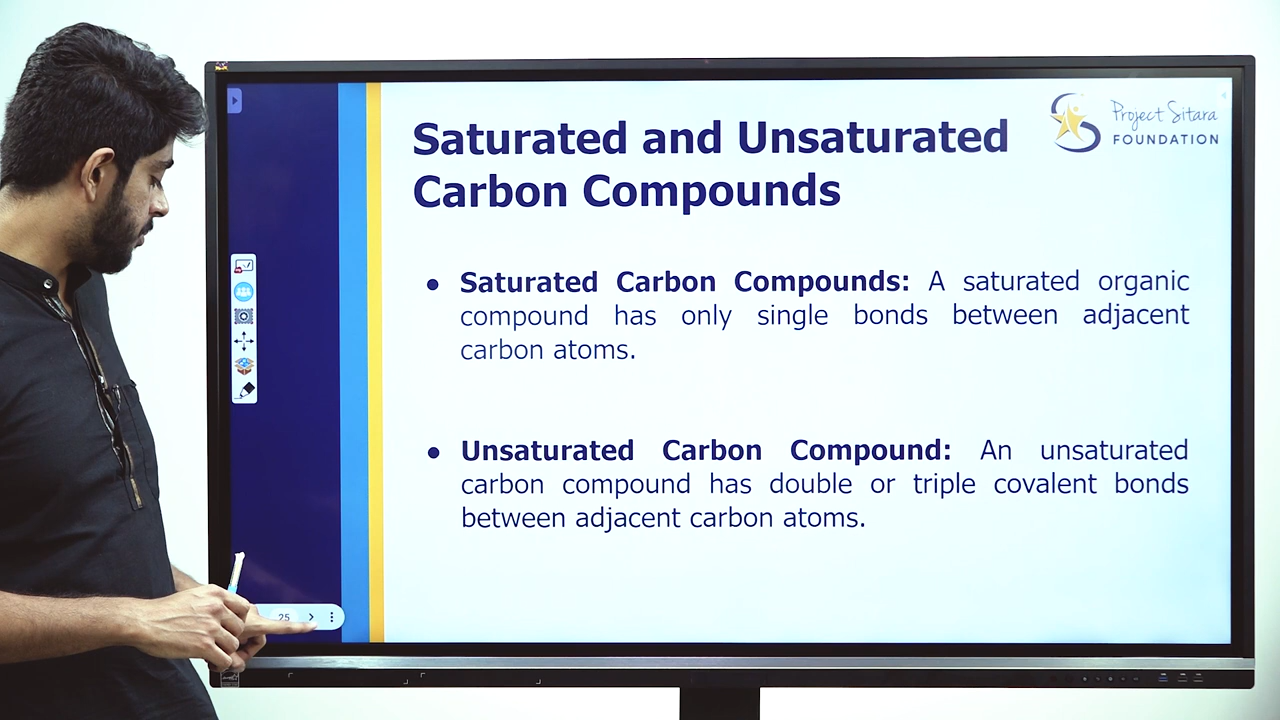 Saturated and Unsaturated
Carbon Compounds
Project Sitara
FOUNDATION
● Saturated Carbon Compounds: A saturated organic
compound has only single bonds between adjacent
carbon atoms.
● Unsaturated Carbon Compound: An unsaturated
carbon compound has double or triple covalent bonds
between adjacent carbon atoms.
25